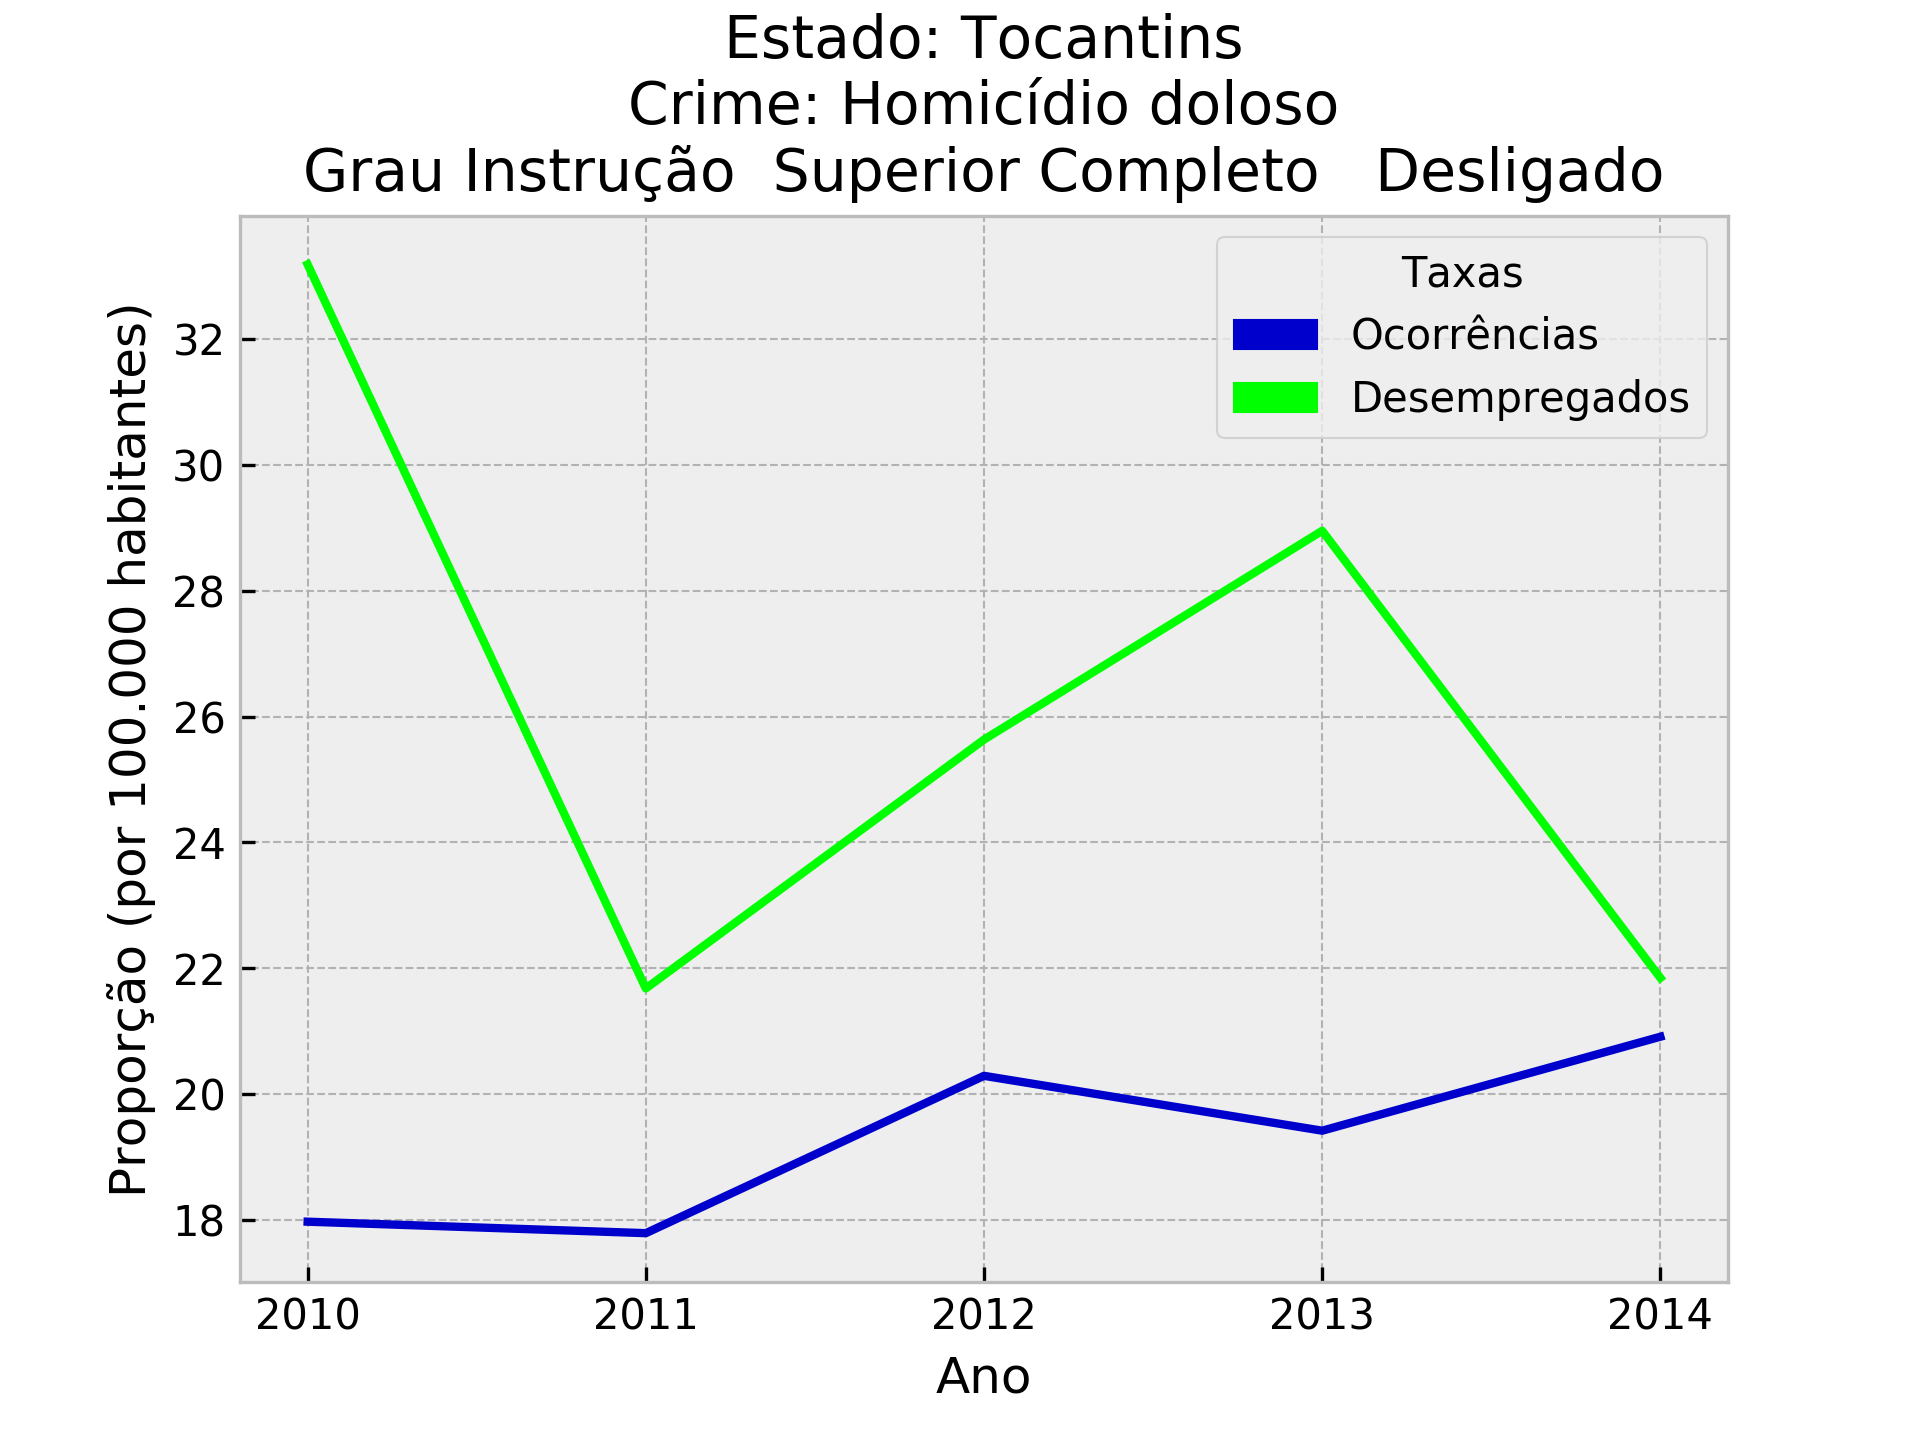 Estado: Tocantins
Crime: Homicídio doloso
Grau Instrução  Superior Completo   Desligado
Taxas
Ocorrências
Desempregados
Proporção (por 100.000 habitantes)
32
30
28
26
24
22
20
18
2010 2011 2012 2013 2014
Ano